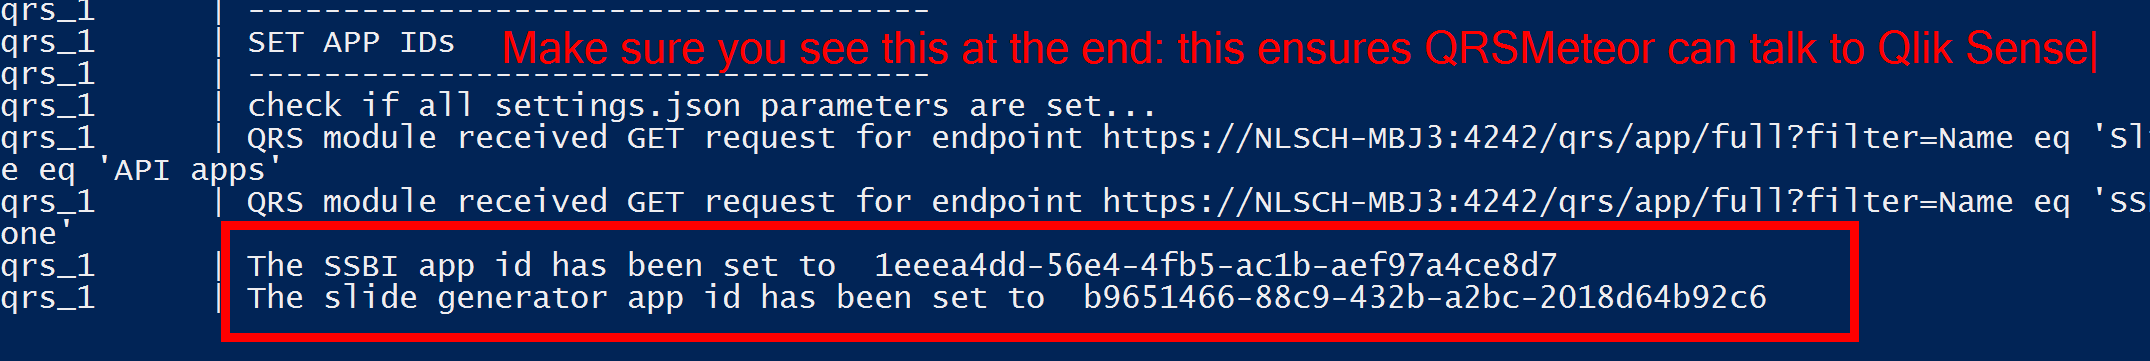 qrs_1 | ------------------------------------
qrs_1 | SET APP IDs Make sure you see this at the end: this ensures QRSMeteor can talk to Qlik Sense
qrs_1 | ------------------------------------
qrs_1 | check if all settings.json parameters are set...
qrs_1 | QRS module received GET request for endpoint https://NLSCH-MBJ3:4242/qrs/app/full?filter=Name eq 'Sl
e eq 'API apps'
qrs_1 | QRS module received GET request for endpoint https://NLSCH-MBJ3:4242/qrs/app/full?filter=Name eq 'SS
one'
qrs_1 | The SSBI app id has been set to 1eeea4dd-56e4-4fb5-ac1b-aef97a4ce8d7
qrs_1 | The slide generator app id has been set to b9651466-88c9-432b-a2bc-2018d64b92c6